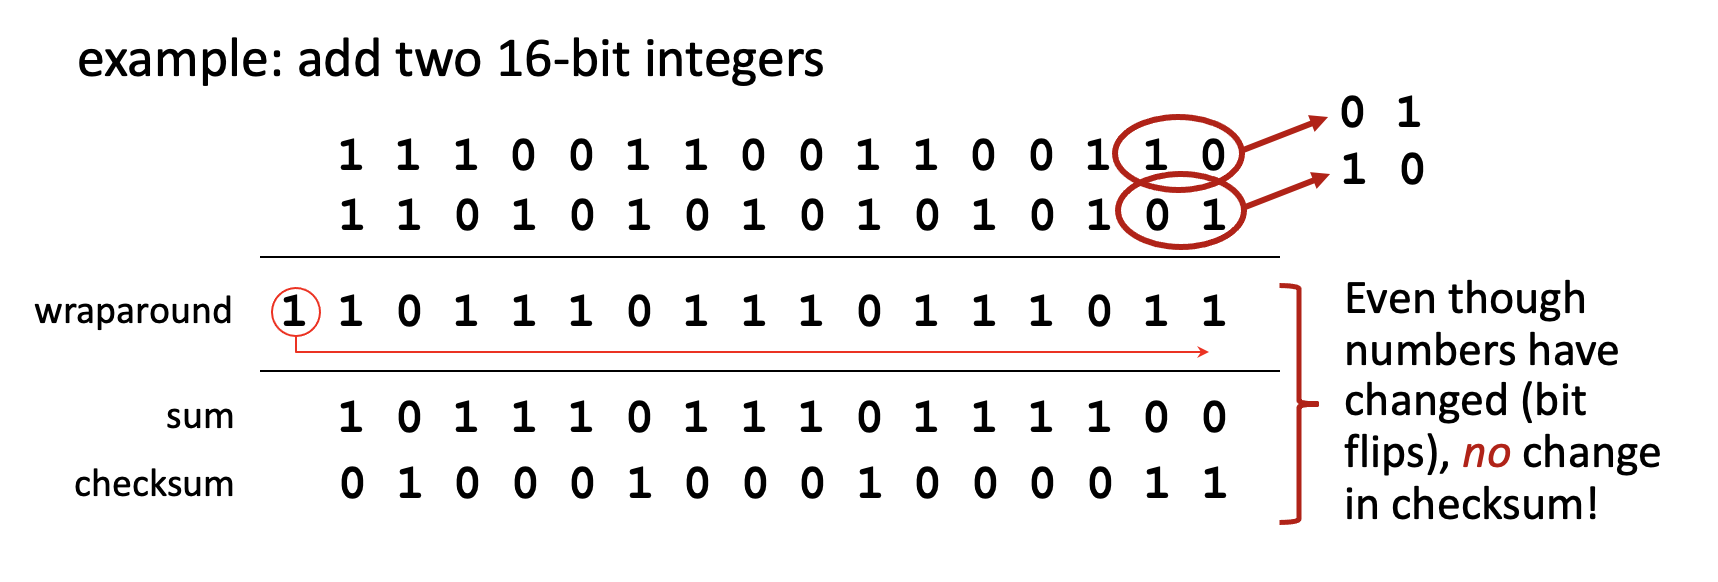 example: add two 16-bit integers
0 1
1 1 1 0 0 1 1 0 0 1 1 0 0 1 1 0
1 0
1 1 0 1 0 1 0 1 0 1 0 1 0 1 0 1
wraparound 1 1 0 1 1 1 0 1 1 1 0 1 1 1 0 1 1
sum 1 0 1 1 1 0 1 1 1 0 1 1 1 1 0 0
checksum 0 1 0 0 0 1 0 0 0 1 0 0 0 0 1 1
Even though
numbers have
changed (bit
flips), no change
in checksum!